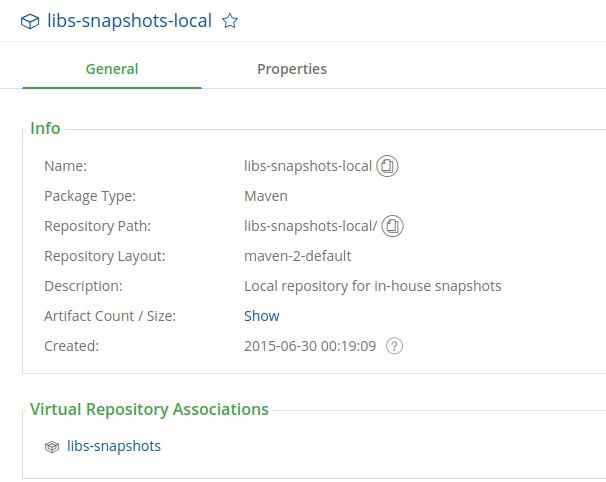 libs-snapshots-local
General Properties
Info
Name: libs-snapshots-local
Package Type: Maven
Repository Path: libs-snapshots-local/
Repository Layout: maven-2-default
Description: Local repository for in-house snapshots
Artifact Count / Size: Show
Created: 2015-06-30 00:19:09 ?
Virtual Repository Associations
libs-snapshots